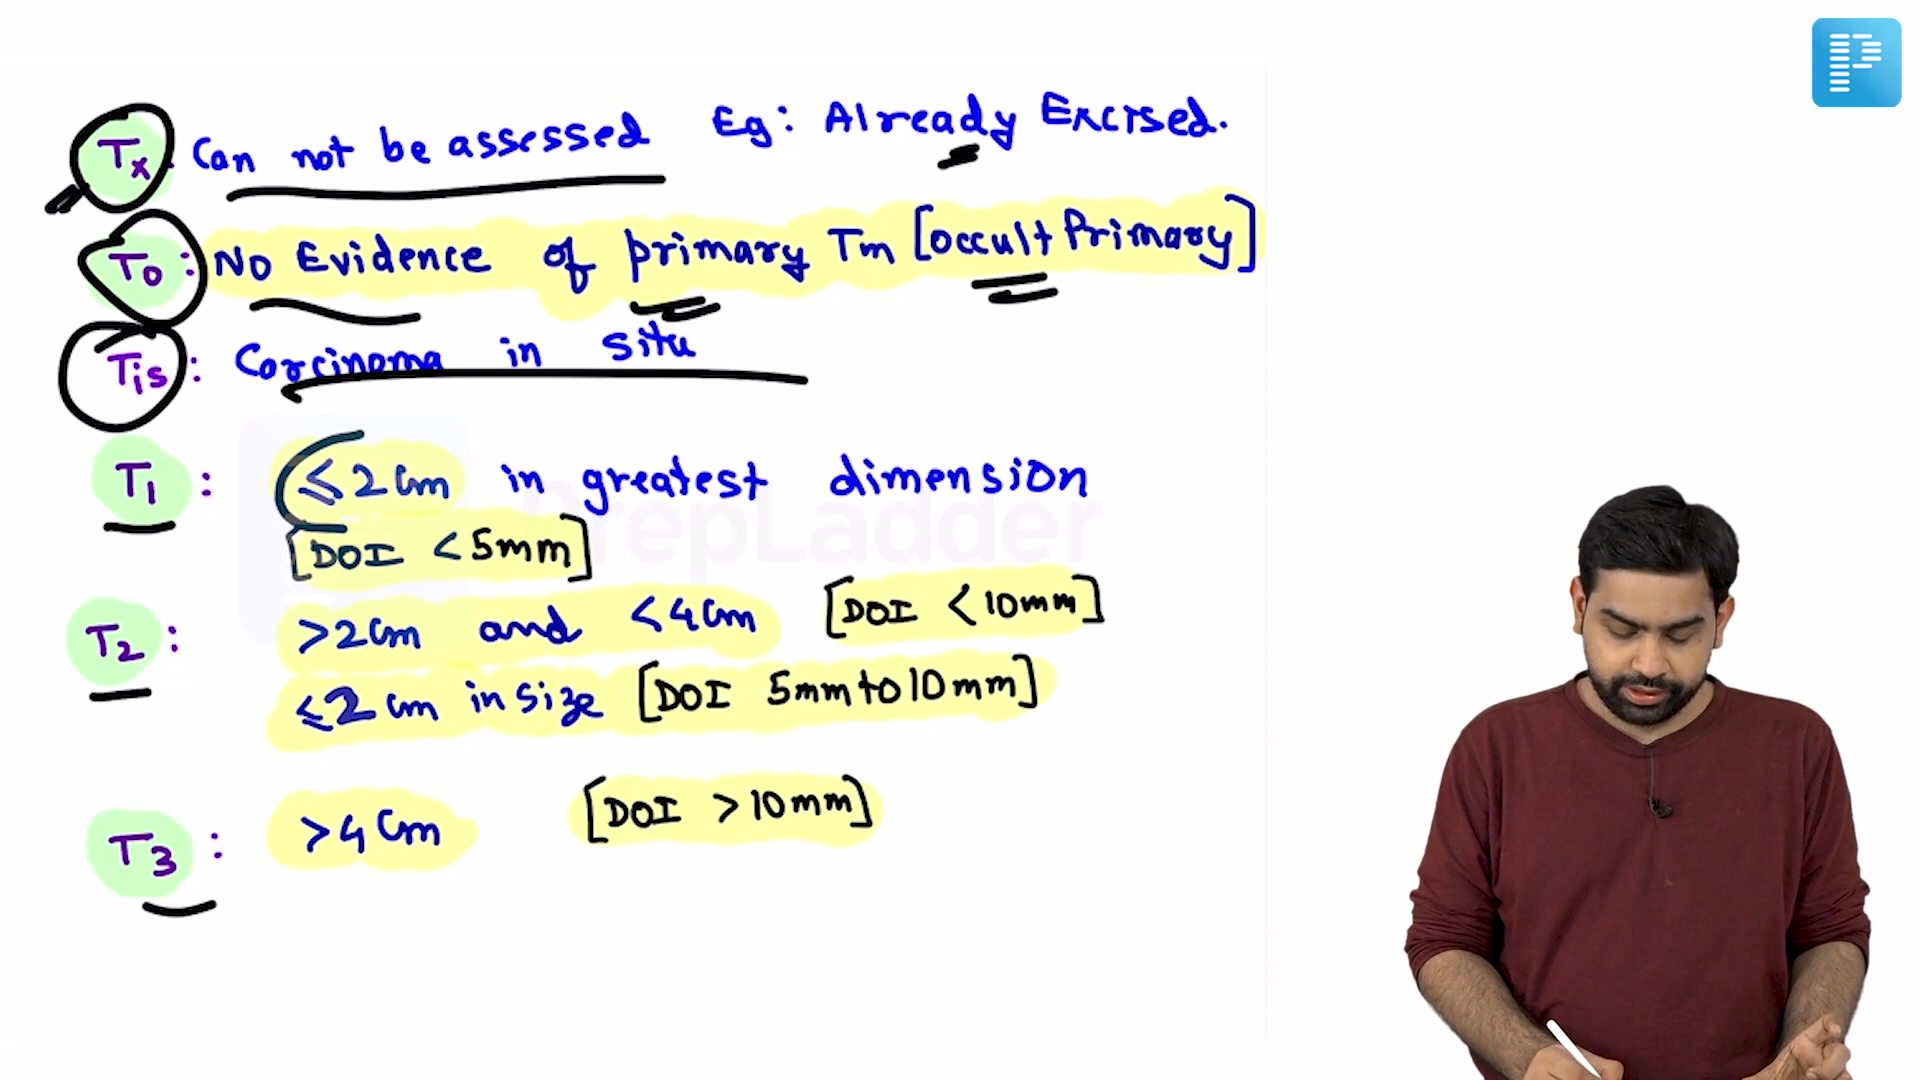 Tx: Can not be assessed Eg: Already Excised.
To: No Evidence of primary Tm [occult Primary]
Tis: Carcinoma in situ
T1: ≤2cm in greatest dimension
[DOI <5mm]
T2: >2cm and <4cm [DOI <10mm]
≤2cm in size [DOI 5mm to 10mm]
T3: >4cm [DOI >10mm]
PrepLadder